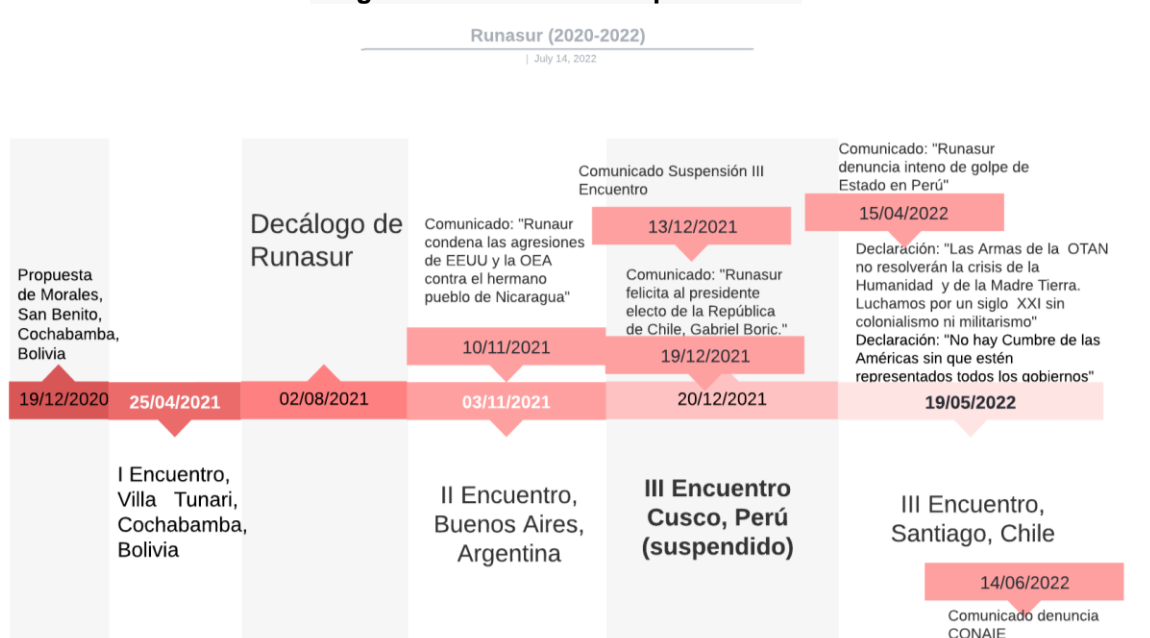 Runasur (2020-2022)
| July 14, 2022
Propuesta
de Morales,
San Benito,
Cochabamba,
Bolivia
19/12/2020
25/04/2021
I Encuentro,
Villa Tunari,
Cochabamba,
Bolivia
Decálogo de
Runasur
02/08/2021
Comunicado: "Runaur
condena las agresiones
de EEUU y la OEA
contra el hermano
pueblo de Nicaragua"
10/11/2021
03/11/2021
II Encuentro,
Buenos Aires,
Argentina
Comunicado Suspensión III
Encuentro
13/12/2021
Comunicado: "Runasur
felicita al presidente
electo de la República
de Chile, Gabriel Boric."
19/12/2021
20/12/2021
III Encuentro
Cusco, Perú
(suspendido)
Comunicado: "Runasur
denuncia inteno de golpe de
Estado en Perú"
15/04/2022
Declaración: "Las Armas de la OTAN
no resolverán la crisis de la
Humanidad y de la Madre Tierra.
Luchamos por un siglo XXI sin
colonialismo ni militarismo"
Declaración: "No hay Cumbre de las
Américas sin que estén
representados todos los gobiernos"
19/05/2022
III Encuentro,
Santiago, Chile
14/06/2022
Comunicado denuncia
CONAIE